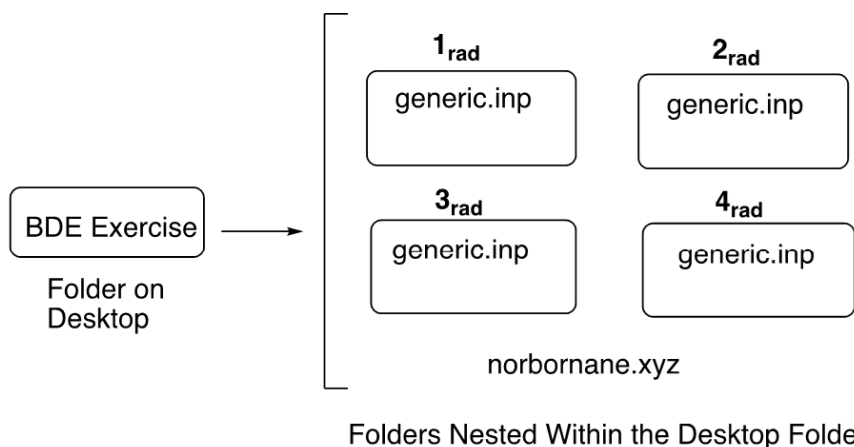 1rad
2rad
generic.inp
generic.inp
BDE Exercise
Folder on
Desktop
3rad
4rad
generic.inp
generic.inp
norbornane.xyz
Folders Nested Within the Desktop Folde